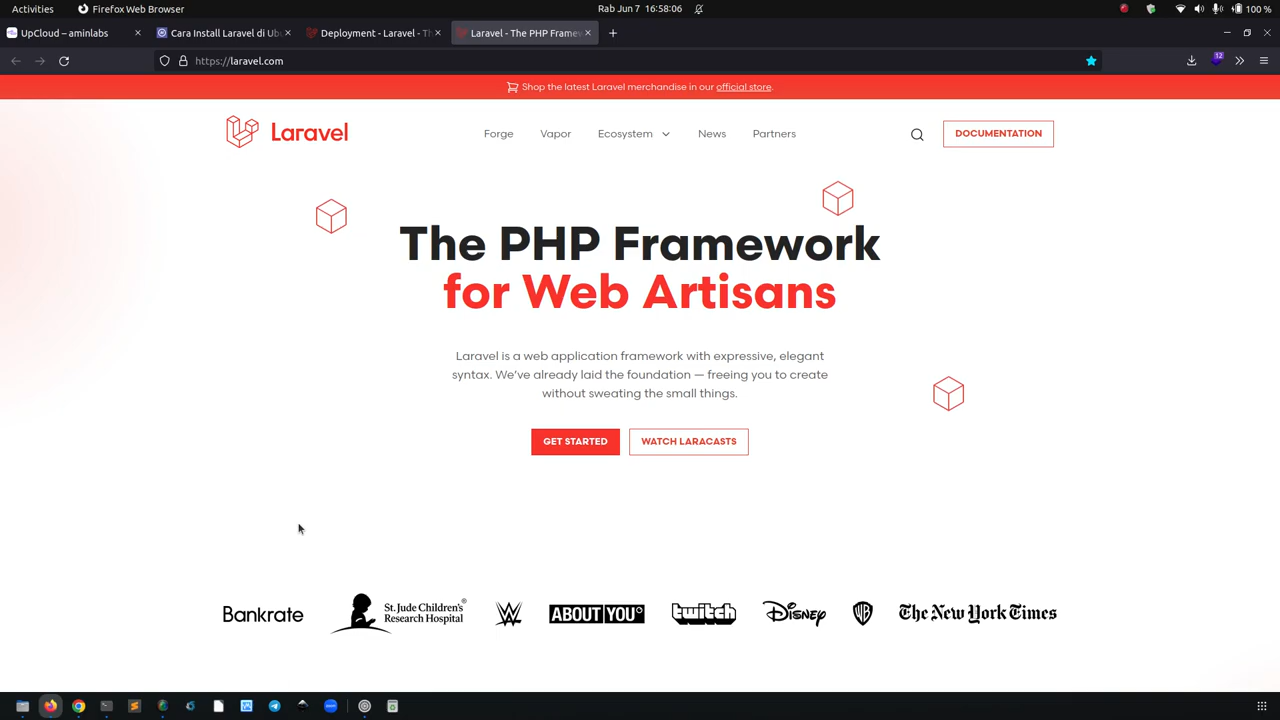 Activities
Firefox Web Browser
Rab Jun 7 16:58:06
100 %
UpCloud – aminlabs
Cara Install Laravel di Ub
Deployment - Laravel - Th
Laravel - The PHP Framew
https://laravel.com
12
Shop the latest Laravel merchandise in our official store.
Laravel
Forge
Vapor
Ecosystem
News
Partners
DOCUMENTATION
The PHP Framework
for Web Artisans
Laravel is a web application framework with expressive, elegant
syntax. We've already laid the foundation — freeing you to create
without sweating the small things.
GET STARTED
WATCH LARACASTS
Bankrate
St. Jude Children's
Research Hospital
W
ABOUT YOU
twitch
Disney
WB
The New York Times